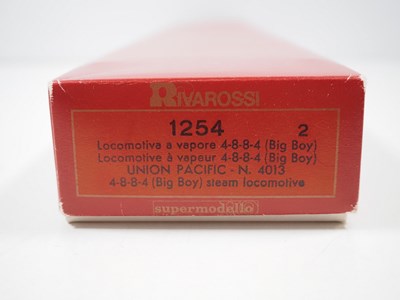 RIVAROSSI
1254 2
Locomotiva a vapore 4-8-8-4 (Big Boy)
Locomotive à vapeur 4-8-8-4 (Big Boy)
UNION PACIFIC - N. 4013
4-8-8-4 (Big Boy) steam locomotive
supermodello